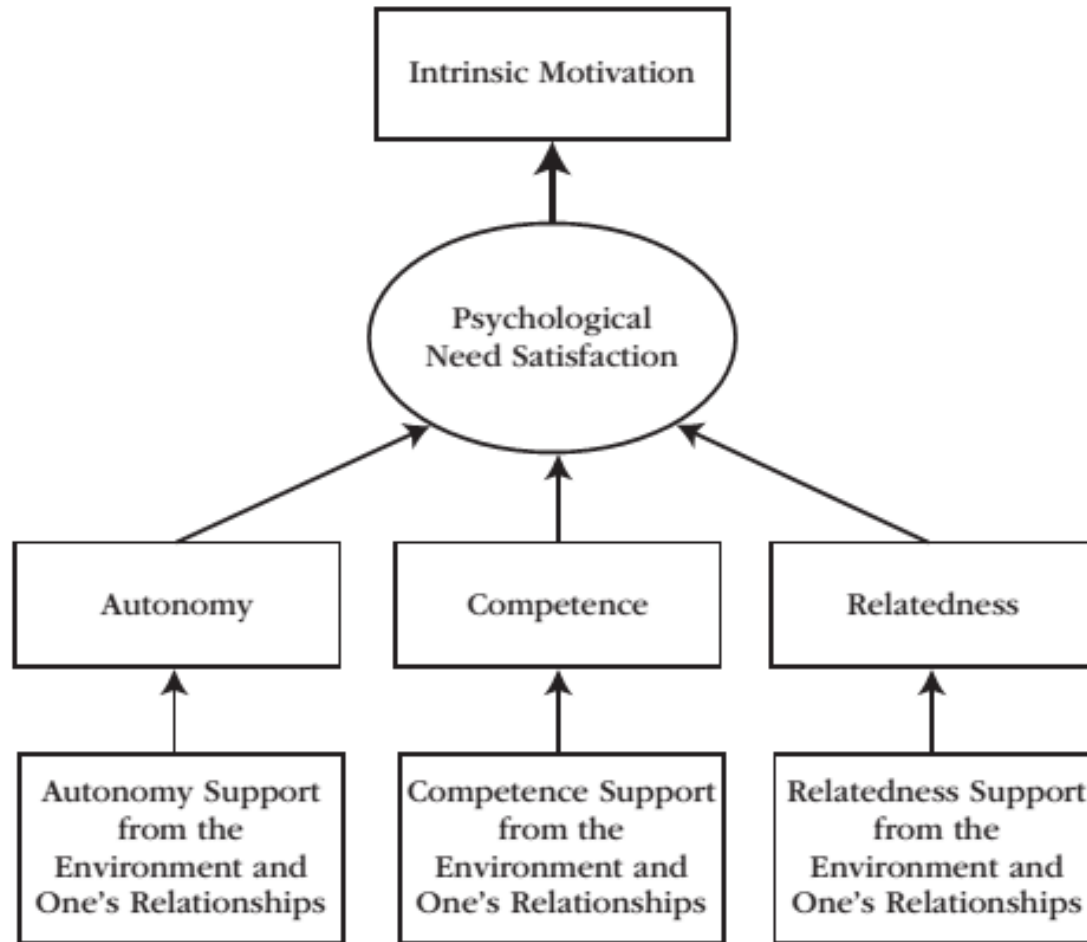 Intrinsic Motivation
Psychological
Need Satisfaction
Autonomy
Competence
Relatedness
Autonomy Support
from the
Environment and
One's Relationships
Competence Support
from the
Environment and
One's Relationships
Relatedness Support
from the
Environment and
One's Relationships